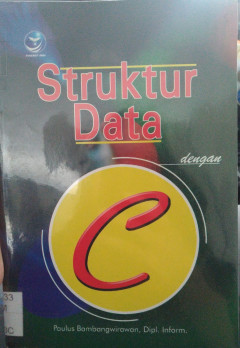 Struktur
Data
dengan
C
Paulus Bambangwirawan, Dipl. Inform.